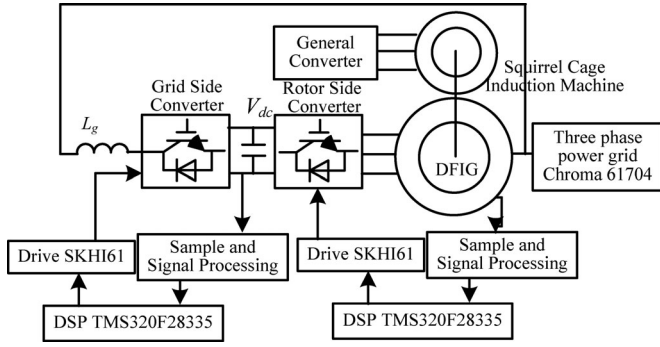 General
Converter
Squirrel Cage
Induction Machine
Grid Side
Converter
V_dc
Rotor Side
Converter
L_g
DFIG
Three phase
power grid
Chroma 61704
Drive SKHI61
Sample and
Signal Processing
Drive SKHI61
Sample and
Signal Processing
DSP TMS320F28335
DSP TMS320F28335